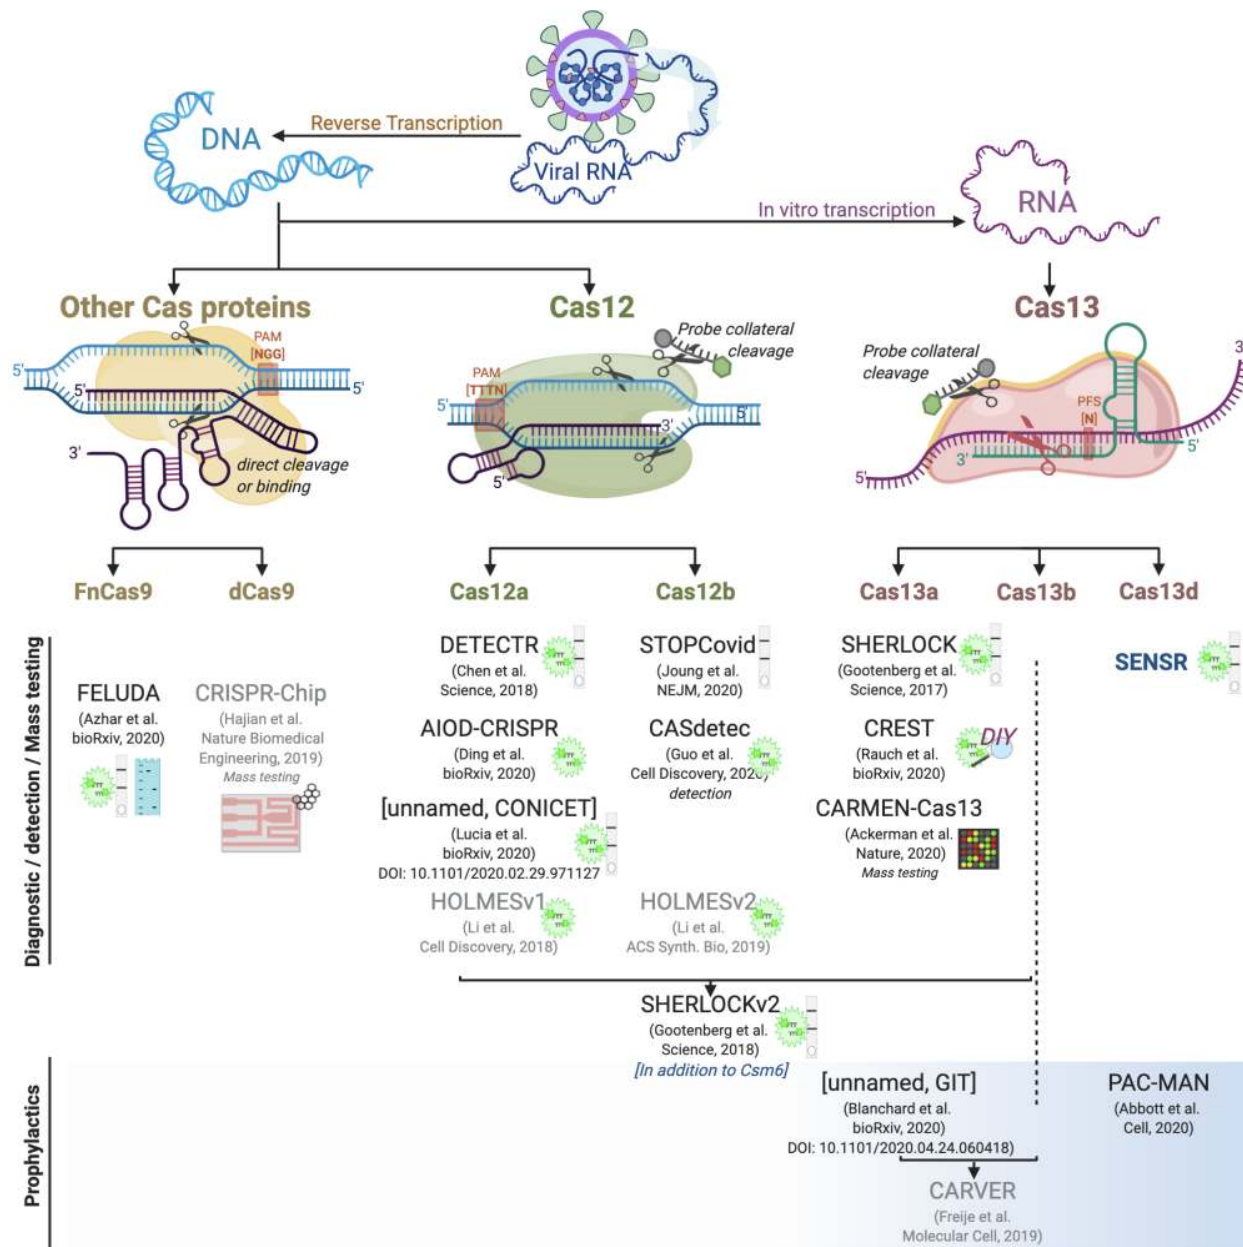 DNA
Reverse Transcription
Viral RNA
In vitro transcription
RNA
Other Cas proteins
PAM
[NGG]
5'
5'
5'
3'
direct cleavage
or binding
Cas12
Probe collateral
cleavage
PAM
[TTTN]
5'
5'
3'
5'
Cas13
Probe collateral
cleavage
PFS
[N]
3'
3'
5'
5'
FnCas9
dCas9
Cas12a
Cas12b
Cas13a
Cas13b
Cas13d
Diagnostic / detection / Mass testing
FELUDA
(Azhar et al.
bioRxiv, 2020)
CRISPR-Chip
(Hajian et al.
Nature Biomedical
Engineering, 2019)
Mass testing
DETECTR
(Chen et al.
Science, 2018)
AIOD-CRISPR
(Ding et al.
bioRxiv, 2020)
[unnamed, CONICET]
(Lucia et al.
bioRxiv, 2020)
DOI: 10.1101/2020.02.29.971127
HOLMESv1
(Li et al.
Cell Discovery, 2018)
STOPCovid
(Joung et al.
NEJM, 2020)
CASdetec
(Guo et al.
Cell Discovery, 2020)
detection
HOLMESv2
(Li et al.
ACS Synth. Bio, 2019)
SHERLOCK
(Gootenberg et al.
Science, 2017)
CREST
(Rauch et al.
bioRxiv, 2020)
DIY
CARMEN-Cas13
(Ackerman et al.
Nature, 2020)
Mass testing
SENSR
SHERLOCKv2
(Gootenberg et al.
Science, 2018)
[In addition to Csm6]
Prophylactics
[unnamed, GIT]
(Blanchard et al.
bioRxiv, 2020)
DOI: 10.1101/2020.04.24.060418)
CARVER
(Freije et al.
Molecular Cell, 2019)
PAC-MAN
(Abbott et al.
Cell, 2020)